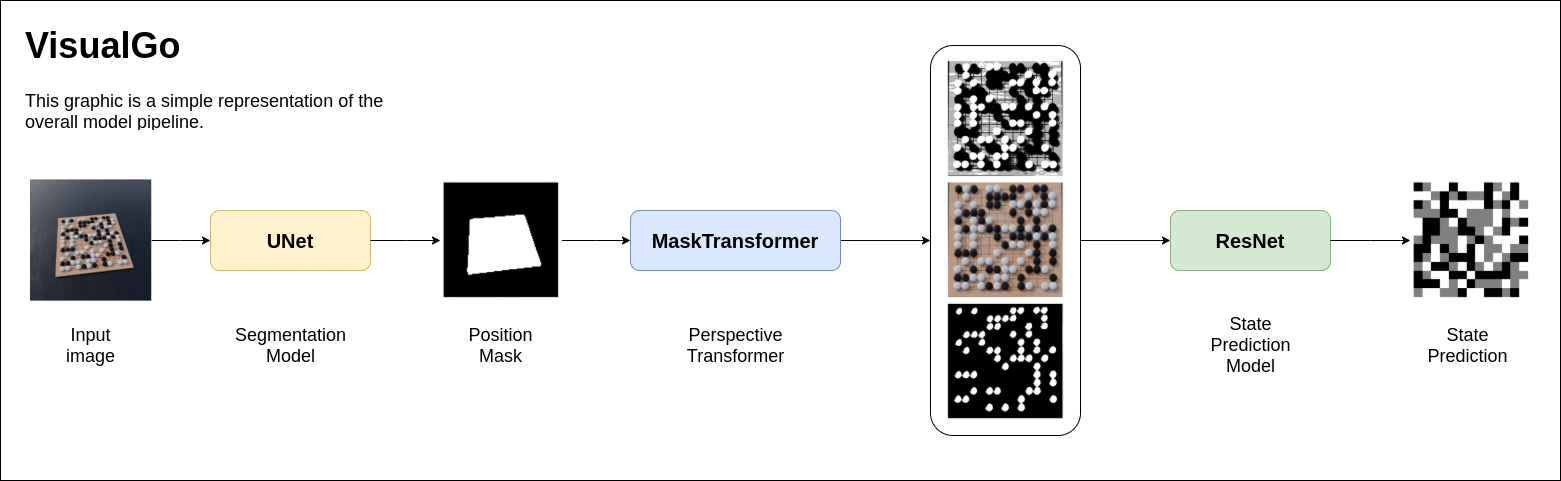 VisualGo
This graphic is a simple representation of the
overall model pipeline.
UNet
MaskTransformer
ResNet
Input
image
Segmentation
Model
Position
Mask
Perspective
Transformer
State
Prediction
Model
State
Prediction